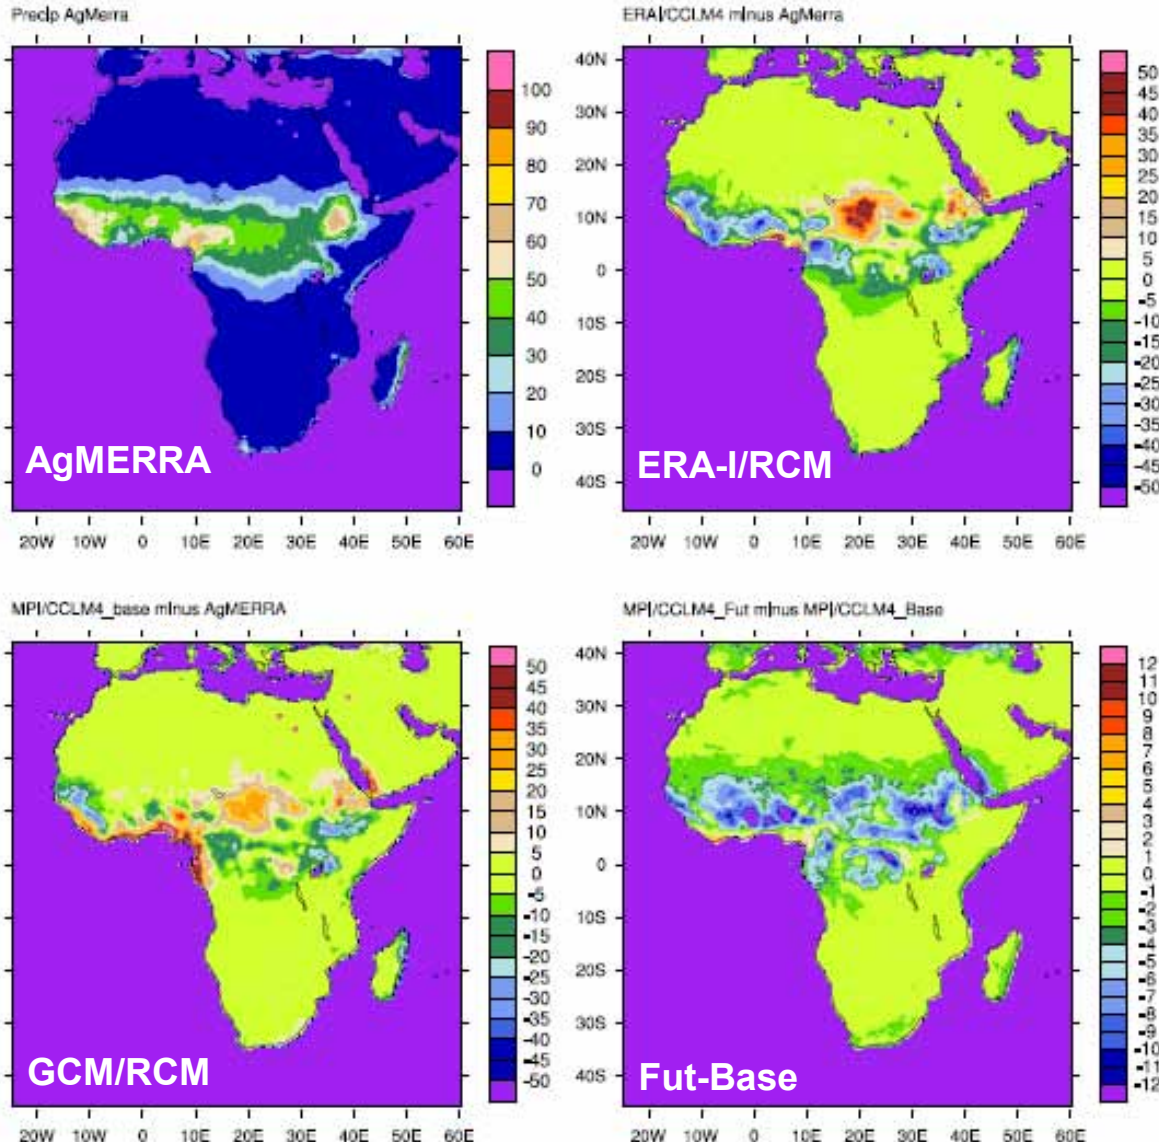 Precip AgMerra
100
90
80
70
60
50
40
30
20
10
0
AgMERRA
20W 10W 0 10E 20E 30E 40E 50E 60E
ERAI/CCLM4 minus AgMerra
40N
30N
20N
10N
0
10S
20S
30S
40S
50
45
40
35
30
25
20
15
10
5
0
-5
-10
-15
-20
-25
-30
-35
-40
-45
-50
ERA-I/RCM
20W 10W 0 10E 20E 30E 40E 50E 60E
MPI/CCLM4_base minus AgMERRA
50
45
40
35
30
25
20
15
10
5
0
-5
-10
-15
-20
-25
-30
-35
-40
-45
-50
GCM/RCM
20W 10W 0 10E 20E 30E 40E 50E 60E
MPI/CCLM4_Fut minus MPI/CCLM4_Base
40N
30N
20N
10N
0
10S
20S
30S
40S
12
11
10
9
8
7
6
5
4
3
2
1
0
-1
-2
-3
-4
-5
-6
-7
-8
-9
-10
-11
-12
Fut-Base
20W 10W 0 10E 20E 30E 40E 50E 60E